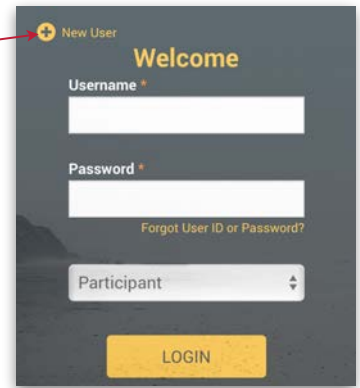 New User
Welcome
Username *
Password *
Forgot User ID or Password?
Participant
LOGIN